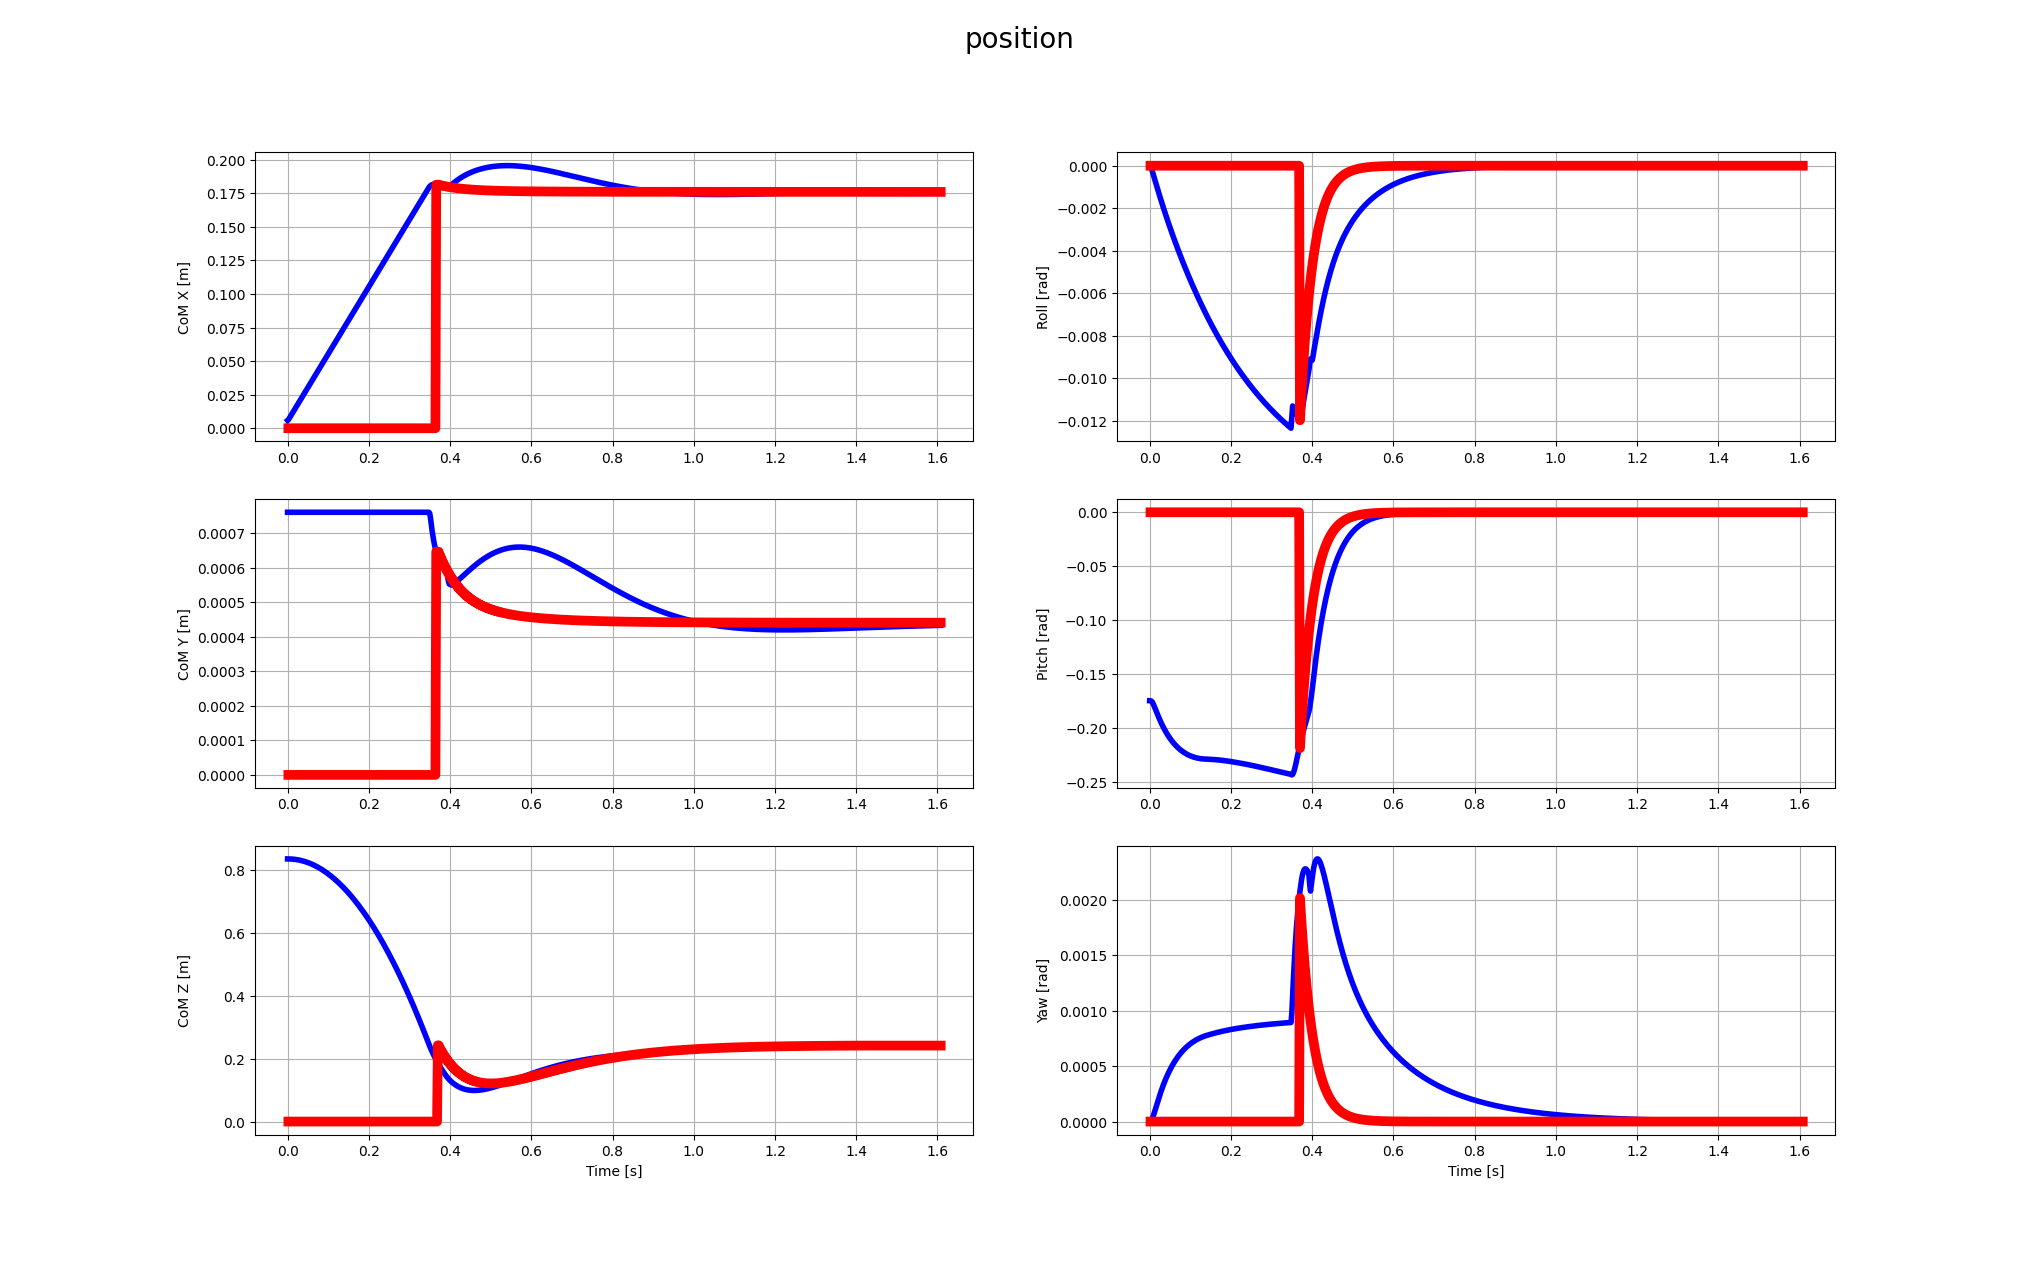 position
CoM X [m]
0.200
0.175
0.150
0.125
0.100
0.075
0.050
0.025
0.000
0.0 0.2 0.4 0.6 0.8 1.0 1.2 1.4 1.6
Roll [rad]
0.000
−0.002
−0.004
−0.006
−0.008
−0.010
−0.012
0.0 0.2 0.4 0.6 0.8 1.0 1.2 1.4 1.6
CoM Y [m]
0.0007
0.0006
0.0005
0.0004
0.0003
0.0002
0.0001
0.0000
0.0 0.2 0.4 0.6 0.8 1.0 1.2 1.4 1.6
Pitch [rad]
0.00
−0.05
−0.10
−0.15
−0.20
−0.25
0.0 0.2 0.4 0.6 0.8 1.0 1.2 1.4 1.6
CoM Z [m]
0.8
0.6
0.4
0.2
0.0
0.0 0.2 0.4 0.6 0.8 1.0 1.2 1.4 1.6
Time [s]
Yaw [rad]
0.0020
0.0015
0.0010
0.0005
0.0000
0.0 0.2 0.4 0.6 0.8 1.0 1.2 1.4 1.6
Time [s]